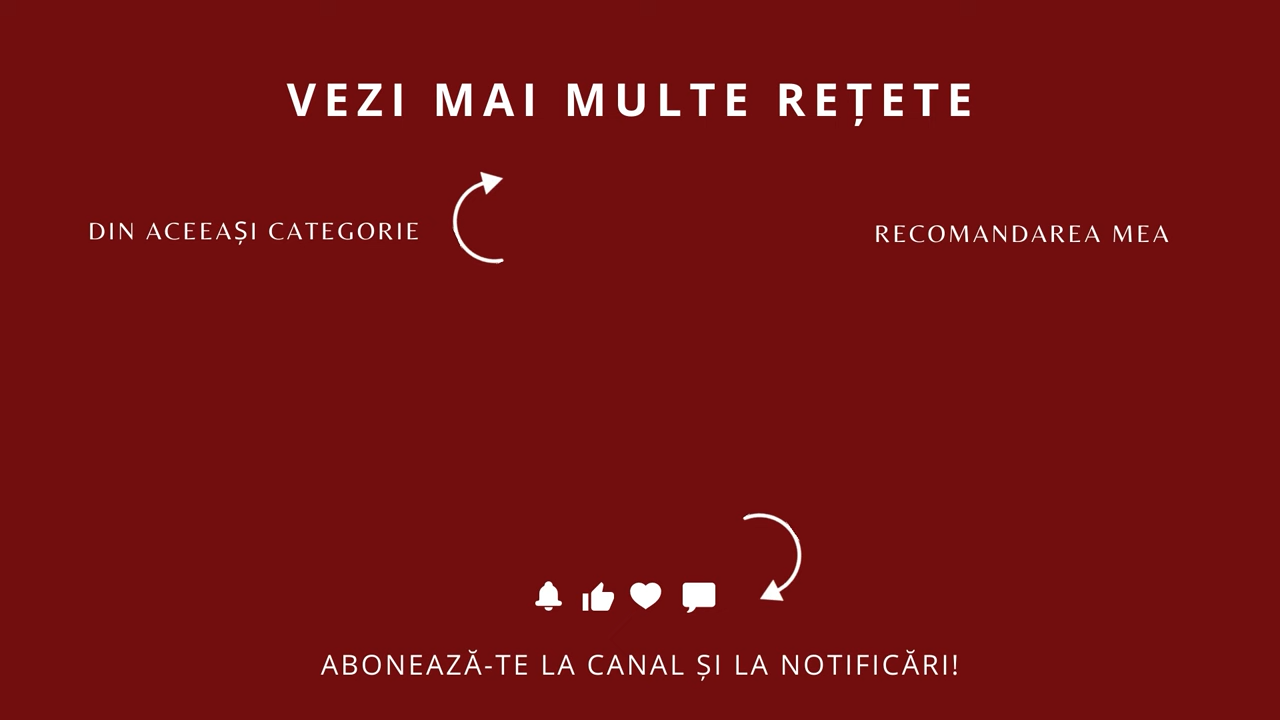 VEZI MAI MULTE REȚETE
DIN ACEEAȘI CATEGORIE
RECOMANDAREA MEA
ABONEAZĂ-TE LA CANAL ȘI LA NOTIFICĂRI!